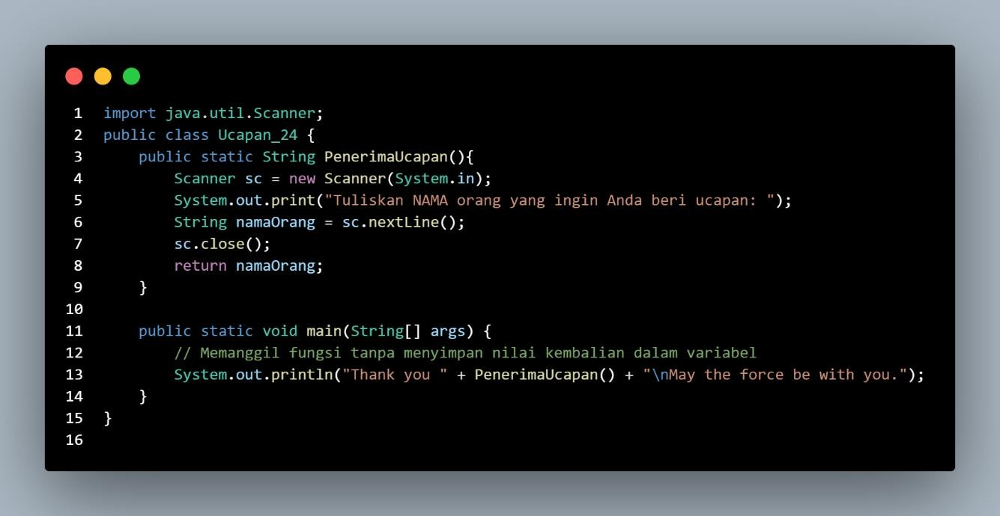 1 import java.util.Scanner;
2 public class Ucapan_24 {
3     public static String PenerimaUcapan(){
4         Scanner sc = new Scanner(System.in);
5         System.out.print("Tuliskan NAMA orang yang ingin Anda beri ucapan: ");
6         String namaOrang = sc.nextLine();
7         sc.close();
8         return namaOrang;
9     }
10
11     public static void main(String[] args) {
12         // Memanggil fungsi tanpa menyimpan nilai kembalian dalam variabel
13         System.out.println("Thank you " + PenerimaUcapan() + "\nMay the force be with you.");
14     }
15 }
16